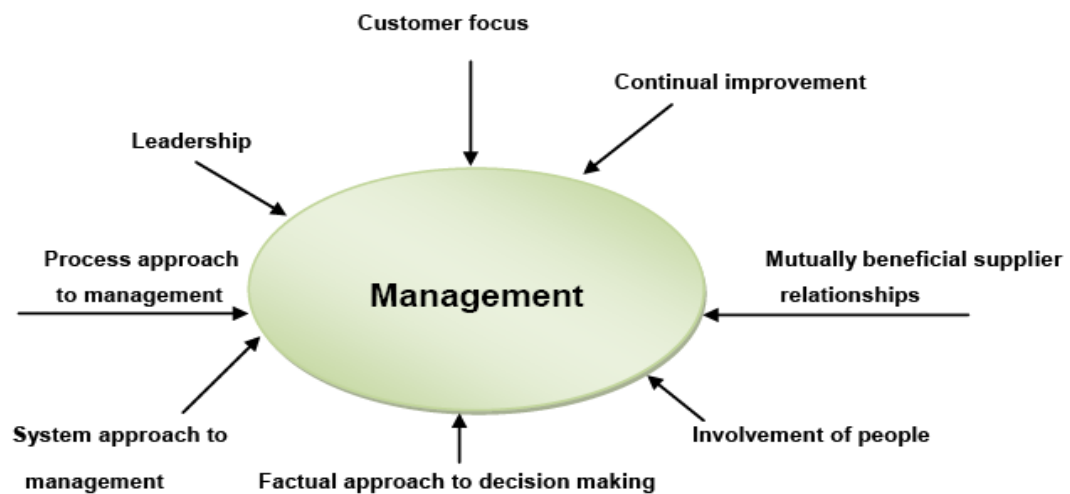 Customer focus
Continual improvement
Leadership
Process approach
to management
Mutually beneficial supplier
relationships
Management
System approach to
management
Involvement of people
Factual approach to decision making